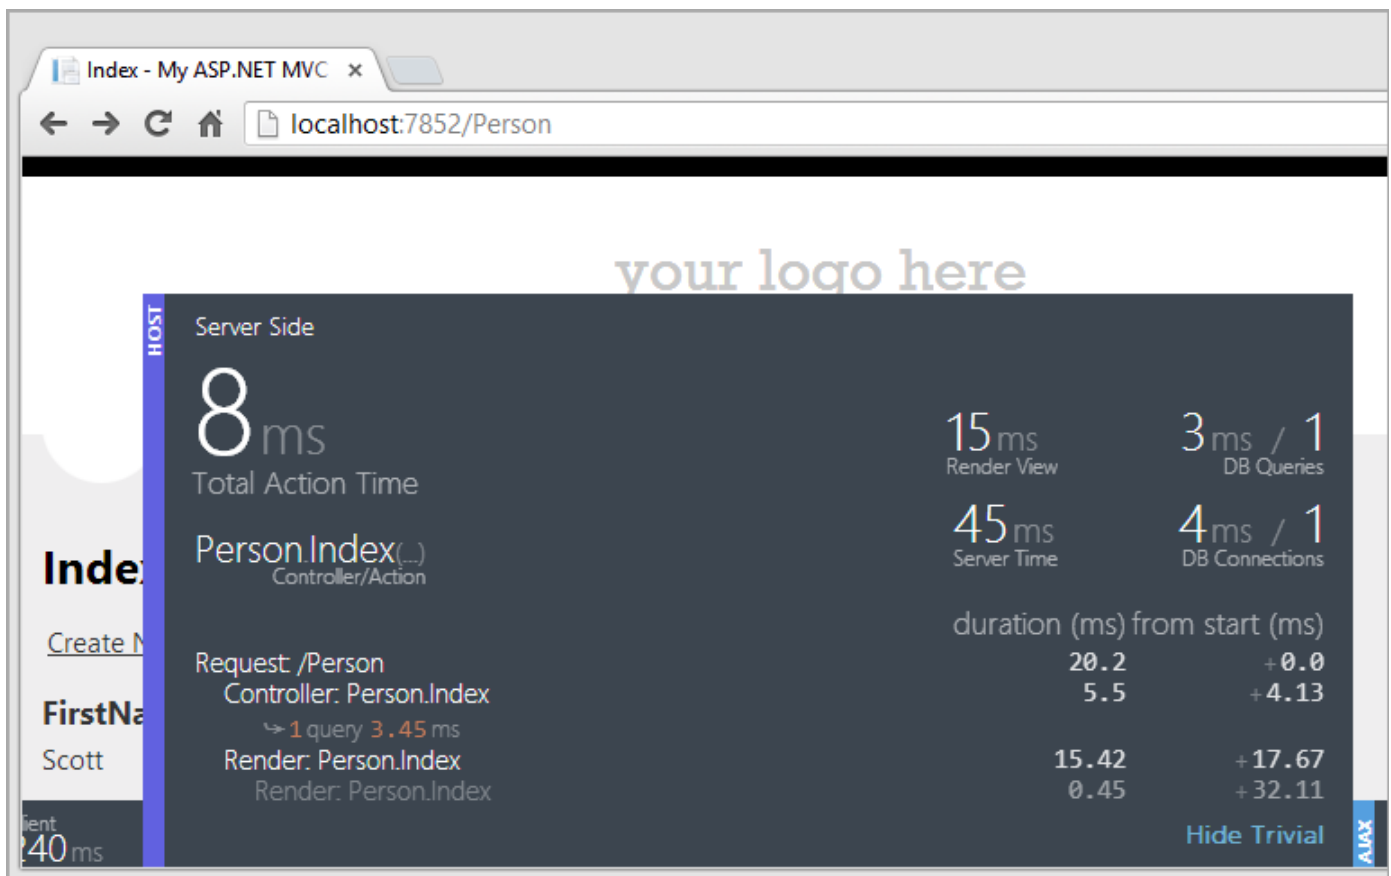 Index - My ASP.NET MVC ×
localhost:7852/Person
your logo here
HOST
Server Side
8 ms
Total Action Time
15 ms
Render View
3 ms / 1
DB Queries
Person.Index(...)
Controller/Action
45 ms
Server Time
4 ms / 1
DB Connections
duration (ms) from start (ms)
Request: /Person 20.2 +0.0
Controller: Person.Index 5.5 +4.13
↪ 1 query 3.45 ms
Render: Person.Index 15.42 +17.67
Render: Person.Index 0.45 +32.11
Hide Trivial
AJAX
Index
Create N
FirstNa
Scott
ient
240 ms